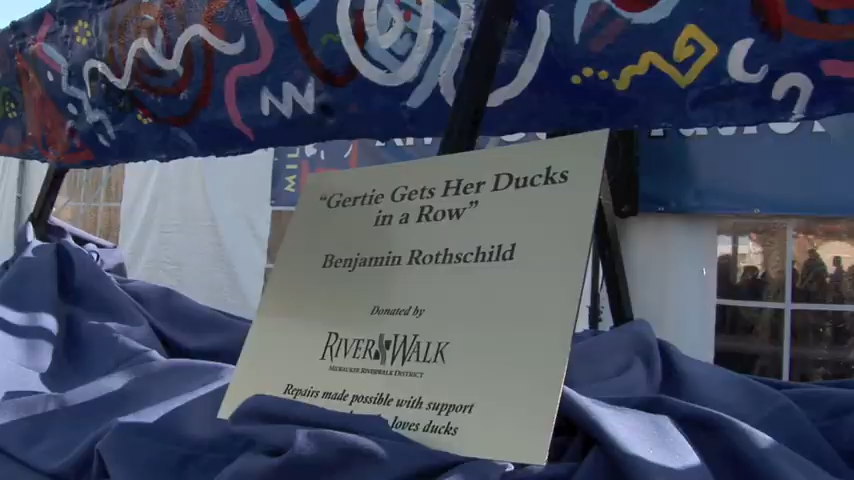 "Gertie Gets Her Ducks
in a Row"
Benjamin Rothschild
Donated by
RIVERWALK
MILWAUKEE RIVERWALK DISTRICT
Repairs made possible with support
loves ducks